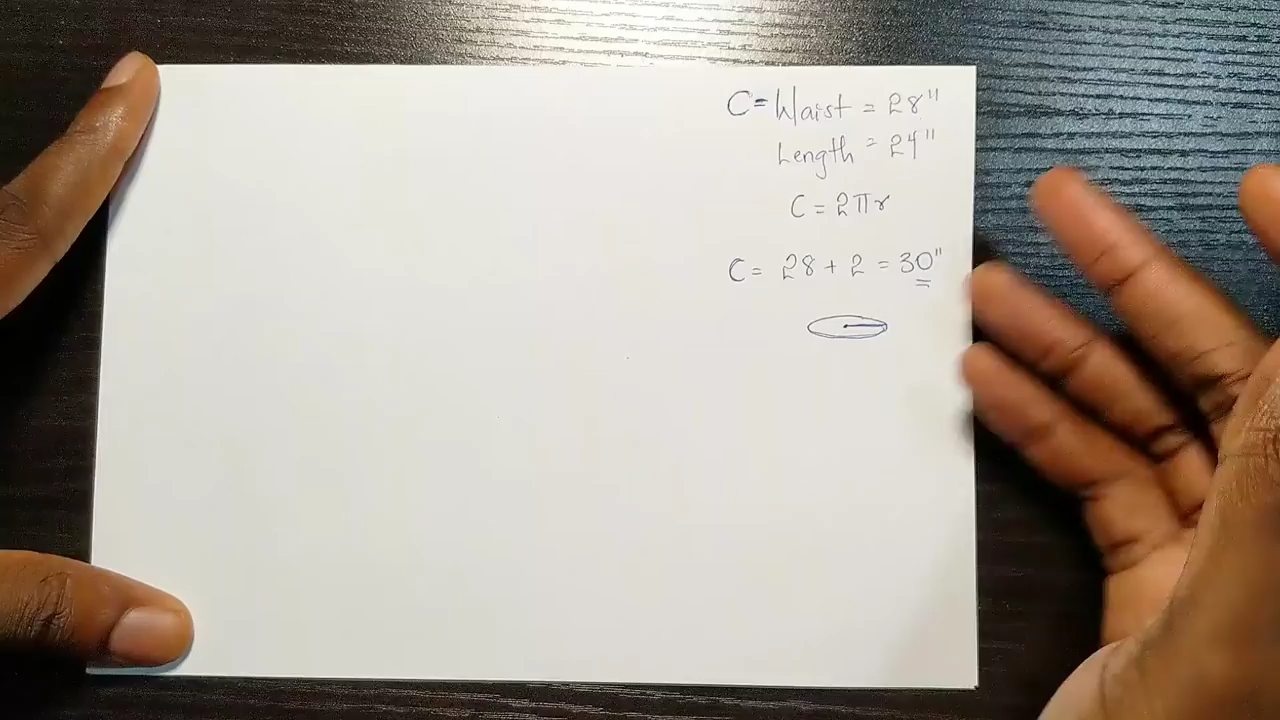 C = Waist = 28"
Length = 24"
C = 2πr
C = 28 + 2 = 30"